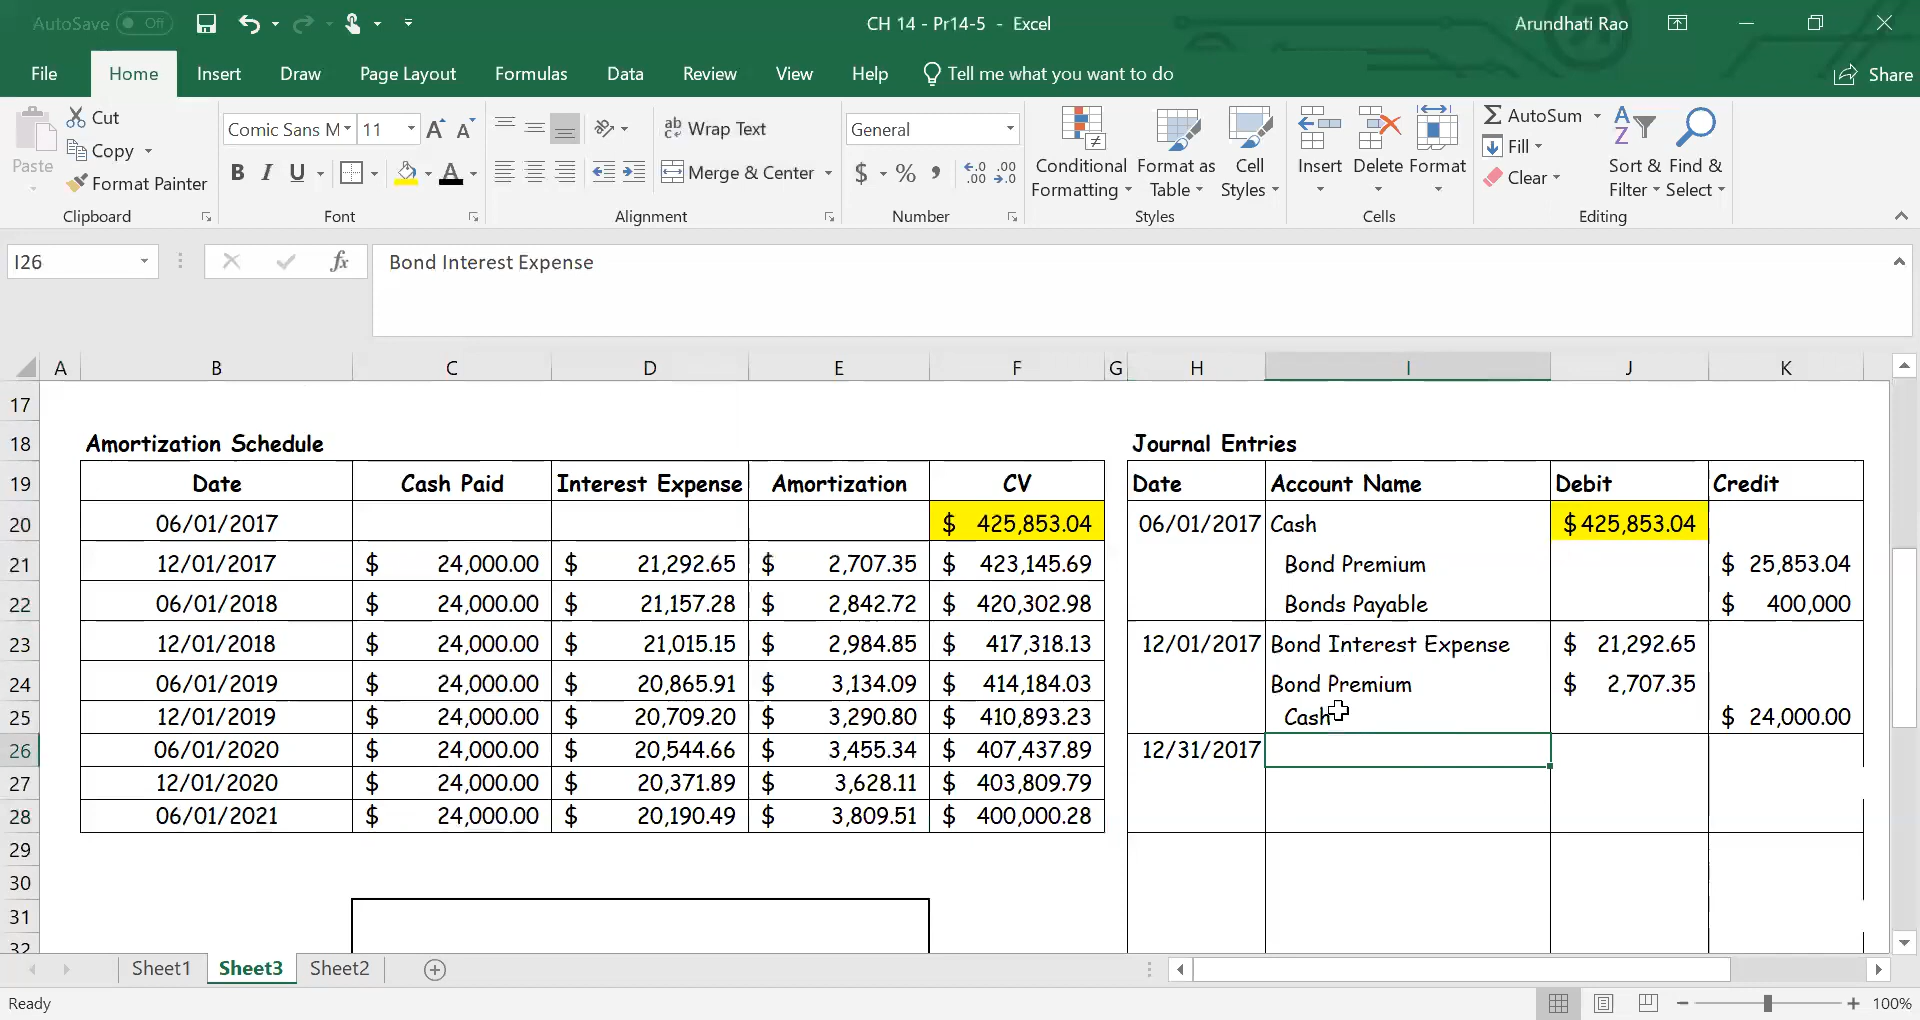 AutoSave Off
CH 14 - Pr14-5 - Excel
Arundhati Rao
File Home Insert Draw Page Layout Formulas Data Review View Help Tell me what you want to do Share
Paste
Cut
Copy
Format Painter
Clipboard
Comic Sans M 11
B I U
Font
Wrap Text
Merge & Center
Alignment
General
$ % ,
Number
Conditional Formatting
Format as Table
Cell Styles
Styles
Insert Delete Format
Cells
AutoSum
Fill
Clear
Sort & Filter
Find & Select
Editing
I26 fx Bond Interest Expense
A B C D E F G H I J K
17
18 Amortization Schedule Journal Entries
19 Date Cash Paid Interest Expense Amortization CV Date Account Name Debit Credit
20 06/01/2017 $ 425,853.04 06/01/2017 Cash $ 425,853.04
21 12/01/2017 $ 24,000.00 $ 21,292.65 $ 2,707.35 $ 423,145.69 Bond Premium $ 25,853.04
22 06/01/2018 $ 24,000.00 $ 21,157.28 $ 2,842.72 $ 420,302.98 Bonds Payable $ 400,000
23 12/01/2018 $ 24,000.00 $ 21,015.15 $ 2,984.85 $ 417,318.13 12/01/2017 Bond Interest Expense $ 21,292.65
24 06/01/2019 $ 24,000.00 $ 20,865.91 $ 3,134.09 $ 414,184.03 Bond Premium $ 2,707.35
25 12/01/2019 $ 24,000.00 $ 20,709.20 $ 3,290.80 $ 410,893.23 Cash $ 24,000.00
26 06/01/2020 $ 24,000.00 $ 20,544.66 $ 3,455.34 $ 407,437.89 12/31/2017
27 12/01/2020 $ 24,000.00 $ 20,371.89 $ 3,628.11 $ 403,809.79
28 06/01/2021 $ 24,000.00 $ 20,190.49 $ 3,809.51 $ 400,000.28
29
30
31
32
Sheet1 Sheet3 Sheet2
Ready 100%